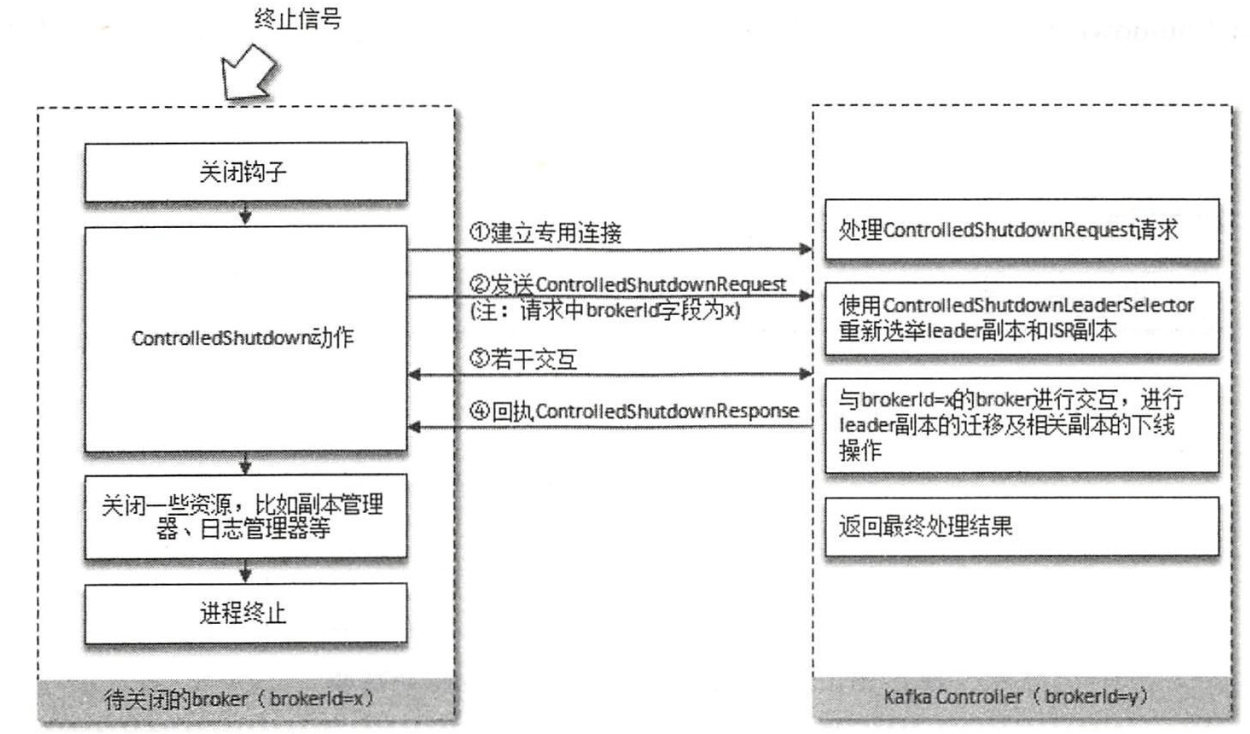 终止信号
关闭钩子
ControlledShutdown动作
关闭一些资源，比如副本管理
器、日志管理器等
进程终止
待关闭的broker（brokerId=x）
①建立专用连接
②发送ControlledShutdownRequest
(注：请求中brokerId字段为x)
③若干交互
④回执ControlledShutdownResponse
处理ControlledShutdownRequest请求
使用ControlledShutdownLeaderSelector
重新选举leader副本和ISR副本
与brokerId=x的broker进行交互，进行
leader副本的迁移及相关副本的下线
操作
返回最终处理结果
Kafka Controller（brokerId=y）